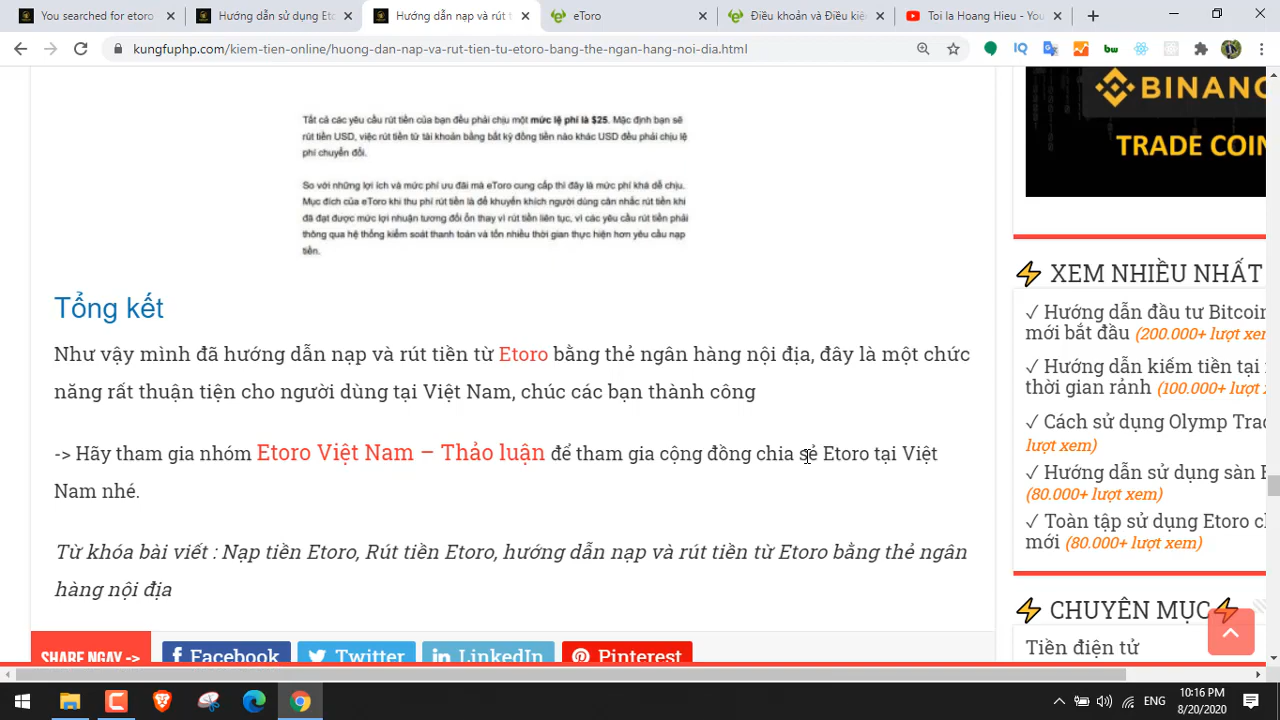 You searched for etoro
Hướng dẫn sử dụng Eto
Hướng dẫn nạp và rút t
eToro
Điều khoản và Điều kiện
Toi la Hoang Hieu - You
kungfuphp.com/kiem-tien-online/huong-dan-nap-va-rut-tien-tu-etoro-bang-the-ngan-hang-noi-dia.html
Tất cả các yêu cầu rút tiền của bạn đều phải chịu một mức lệ phí là $25. Mặc định bạn sẽ
rút tiền USD, việc rút tiền từ tài khoản bằng bất kỳ đồng tiền nào khác USD đều phải chịu lệ
phí chuyển đổi.
So với những lợi ích và mức phí ưu đãi mà eToro cung cấp thì đây là mức phí khá dễ chịu.
Mục đích của eToro khi thu phí rút tiền là để khuyến khích người dùng cân nhắc rút tiền khi
đã đạt được mức lợi nhuận tương đối ổn thay vì rút tiền liên tục, vì các yêu cầu rút tiền phải
thông qua hệ thống kiểm soát thanh toán và tốn nhiều thời gian thực hiện hơn yêu cầu nạp
tiền.
Tổng kết
Như vậy mình đã hướng dẫn nạp và rút tiền từ Etoro bằng thẻ ngân hàng nội địa, đây là một chức
năng rất thuận tiện cho người dùng tại Việt Nam, chúc các bạn thành công
-> Hãy tham gia nhóm Etoro Việt Nam – Thảo luận để tham gia cộng đồng chia sẻ Etoro tại Việt
Nam nhé.
Từ khóa bài viết : Nạp tiền Etoro, Rút tiền Etoro, hướng dẫn nạp và rút tiền từ Etoro bằng thẻ ngân
hàng nội địa
SHARE NGAY ->
Facebook
Twitter
LinkedIn
Pinterest
BINANC
TRADE COIN
XEM NHIỀU NHẤT
✓ Hướng dẫn đầu tư Bitcoin
mới bắt đầu (200.000+ lượt xem
✓ Hướng dẫn kiếm tiền tại
thời gian rảnh (100.000+ lượt x
✓ Cách sử dụng Olymp Trad
lượt xem)
✓ Hướng dẫn sử dụng sàn
(80.000+ lượt xem)
✓ Toàn tập sử dụng Etoro ch
mới (80.000+ lượt xem)
CHUYÊN MỤC
Tiền điện tử
ENG
10:16 PM
8/20/2020